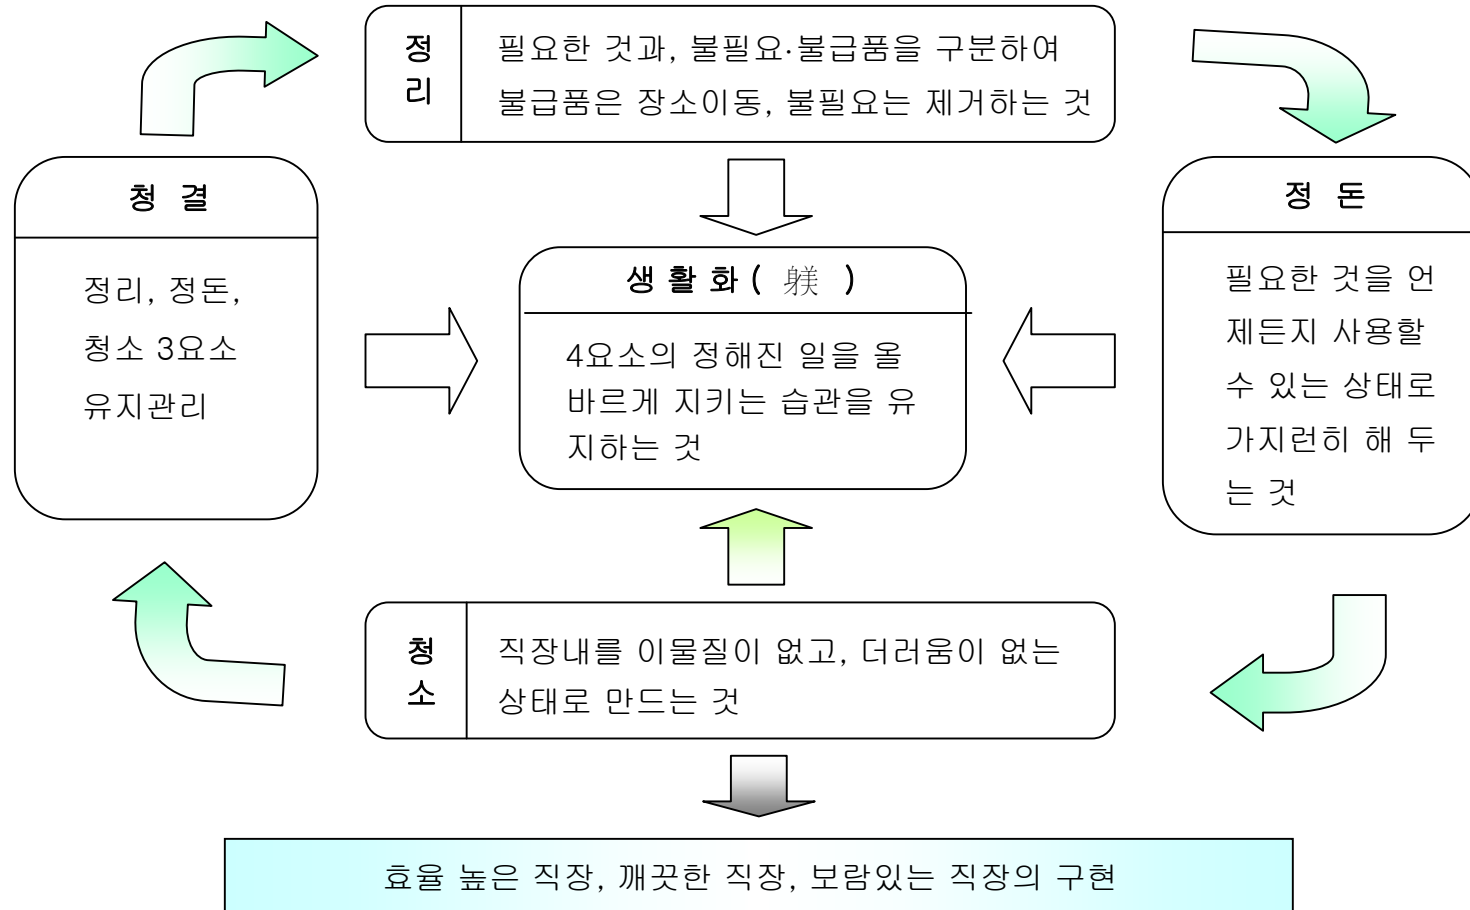 정
리
필요한 것과, 불필요·불급품을 구분하여
불급품은 장소이동, 불필요는 제거하는 것
청 결
정리, 정돈,
청소 3요소
유지관리
생 활 화 ( 躾 )
4요소의 정해진 일을 올
바르게 지키는 습관을 유
지하는 것
정 돈
필요한 것을 언
제든지 사용할
수 있는 상태로
가지런히 해 두
는 것
청
소
직장내를 이물질이 없고, 더러움이 없는
상태로 만드는 것
효율 높은 직장, 깨끗한 직장, 보람있는 직장의 구현